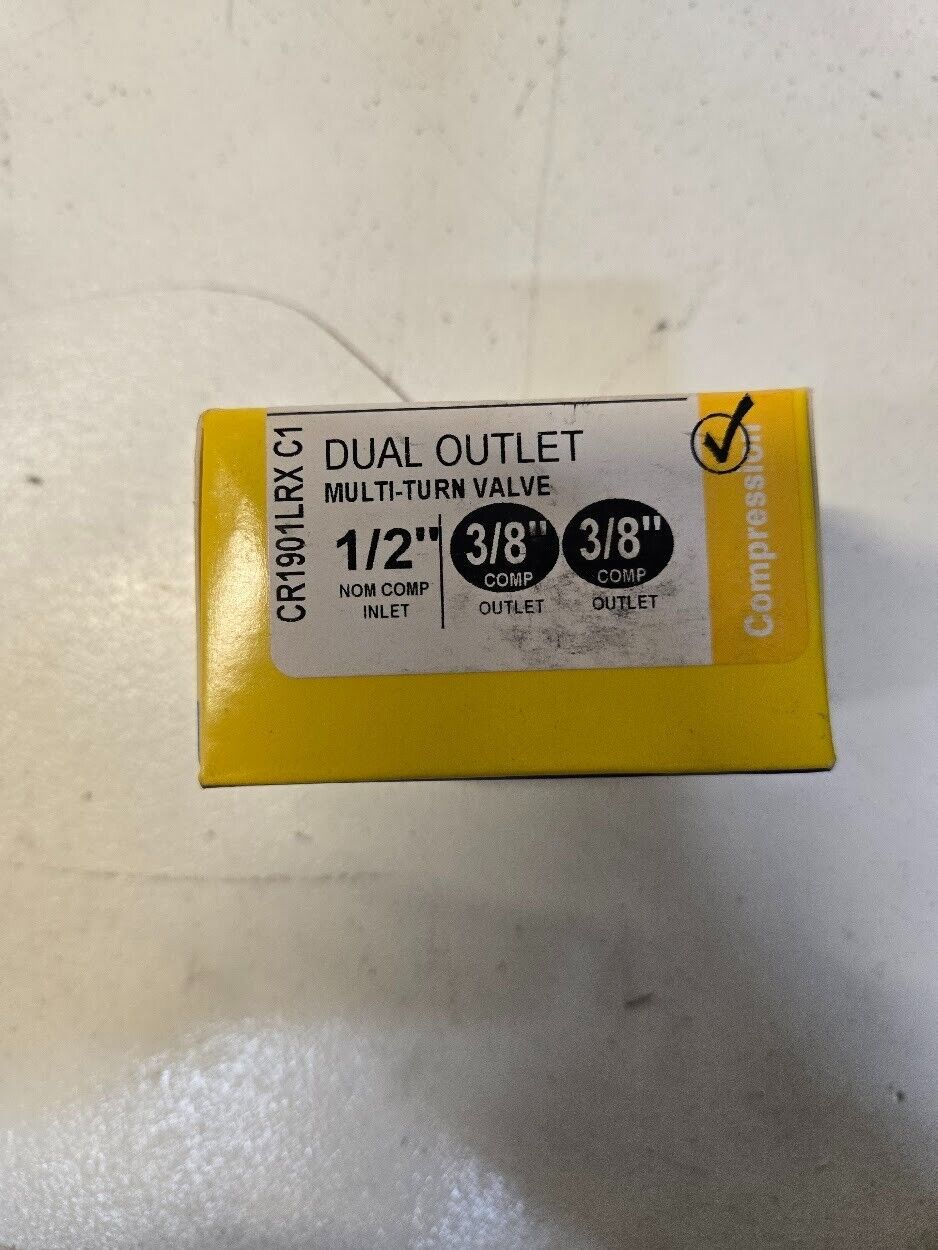 CR1901LRX C1
DUAL OUTLET
MULTI-TURN VALVE
1/2"
NOM COMP
INLET
3/8"
COMP
OUTLET
3/8"
COMP
OUTLET
Compression